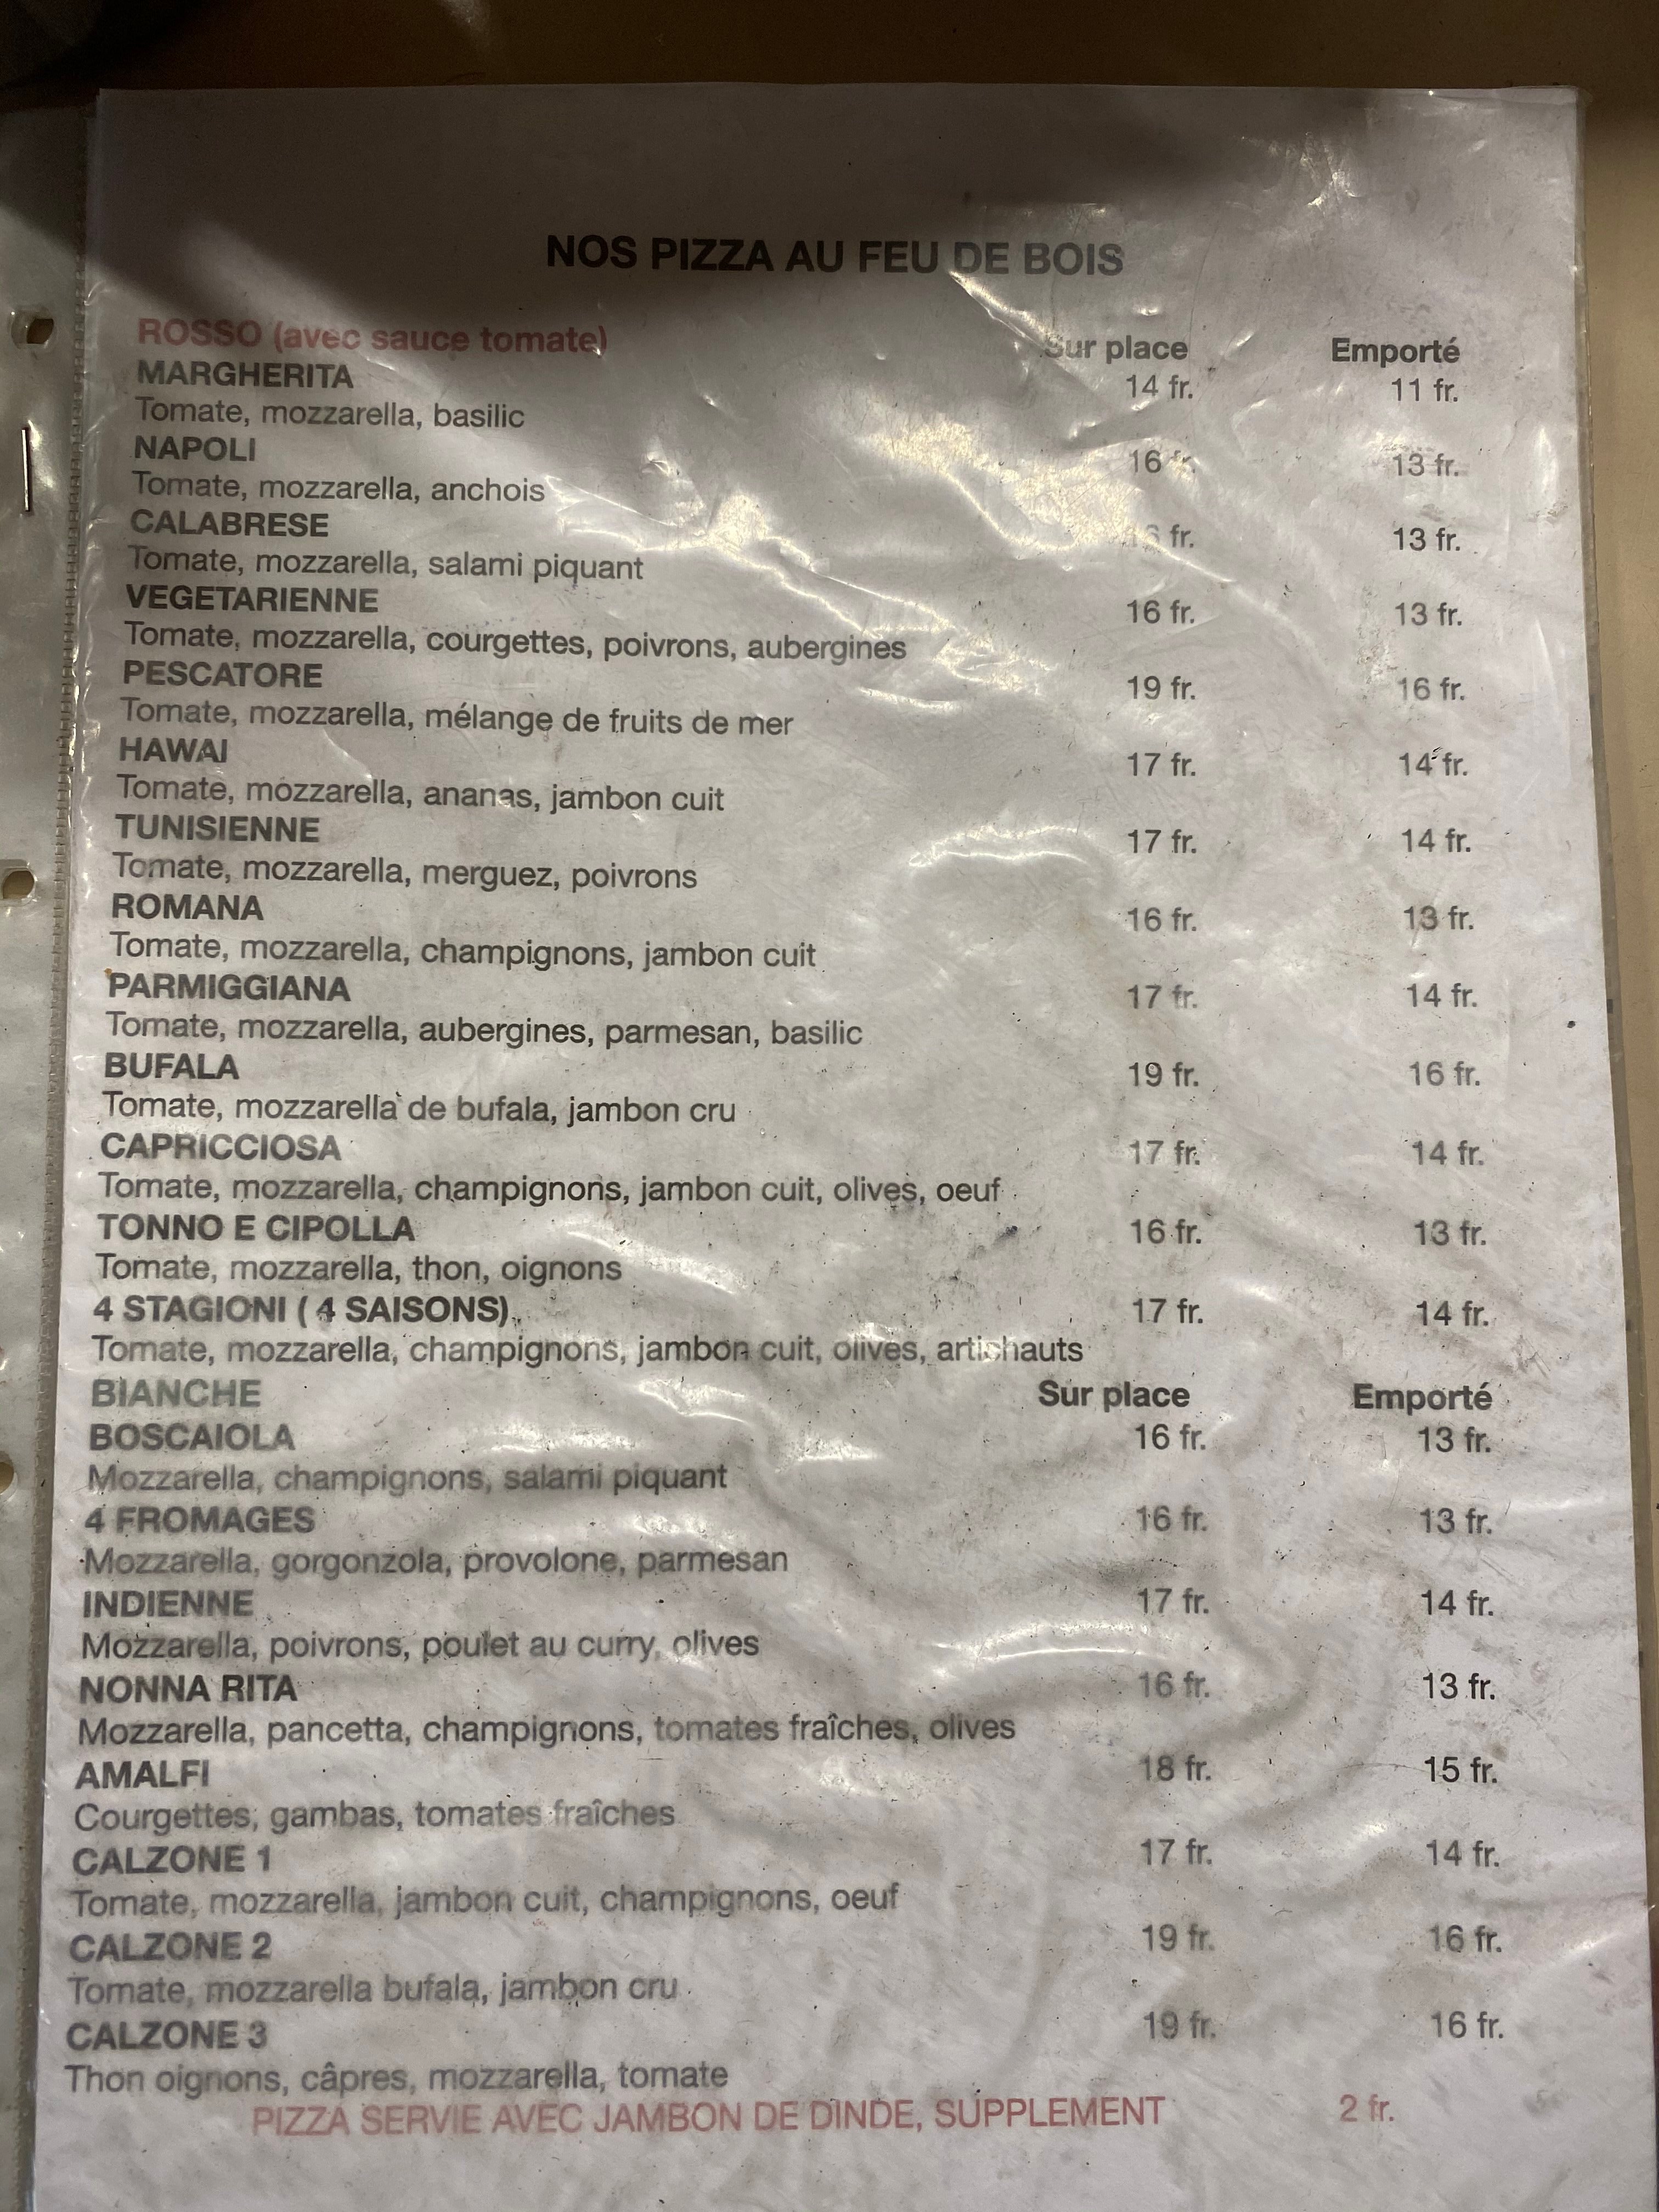 NOS PIZZA AU FEU DE BOIS
ROSSO (avec sauce tomate) Sur place Emporté
MARGHERITA 14 fr. 11 fr.
Tomate, mozzarella, basilic
NAPOLI 16 fr. 13 fr.
Tomate, mozzarella, anchois
CALABRESE 16 fr. 13 fr.
Tomate, mozzarella, salami piquant
VEGETARIENNE 16 fr. 13 fr.
Tomate, mozzarella, courgettes, poivrons, aubergines
PESCATORE 19 fr. 16 fr.
Tomate, mozzarella, mélange de fruits de mer
HAWAI 17 fr. 14 fr.
Tomate, mozzarella, ananas, jambon cuit
TUNISIENNE 17 fr. 14 fr.
Tomate, mozzarella, merguez, poivrons
ROMANA 16 fr. 13 fr.
Tomate, mozzarella, champignons, jambon cuit
PARMIGGIANA 17 fr. 14 fr.
Tomate, mozzarella, aubergines, parmesan, basilic
BUFALA 19 fr. 16 fr.
Tomate, mozzarella de bufala, jambon cru
CAPRICCIOSA 17 fr. 14 fr.
Tomate, mozzarella, champignons, jambon cuit, olives, oeuf
TONNO E CIPOLLA 16 fr. 13 fr.
Tomate, mozzarella, thon, oignons
4 STAGIONI ( 4 SAISONS) 17 fr. 14 fr.
Tomate, mozzarella, champignons, jambon cuit, olives, artichauts
BIANCHE Sur place Emporté
BOSCAIOLA 16 fr. 13 fr.
Mozzarella, champignons, salami piquant
4 FROMAGES 16 fr. 13 fr.
Mozzarella, gorgonzola, provolone, parmesan
INDIENNE 17 fr. 14 fr.
Mozzarella, poivrons, poulet au curry, olives
NONNA RITA 16 fr. 13 fr.
Mozzarella, pancetta, champignons, tomates fraîches, olives
AMALFI 18 fr. 15 fr.
Courgettes, gambas, tomates fraîches
CALZONE 1 17 fr. 14 fr.
Tomate, mozzarella, jambon cuit, champignons, oeuf
CALZONE 2 19 fr. 16 fr.
Tomate, mozzarella bufala, jambon cru
CALZONE 3 19 fr. 16 fr.
Thon oignons, câpres, mozzarella, tomate
PIZZA SERVIE AVEC JAMBON DE DINDE, SUPPLEMENT 2 fr.